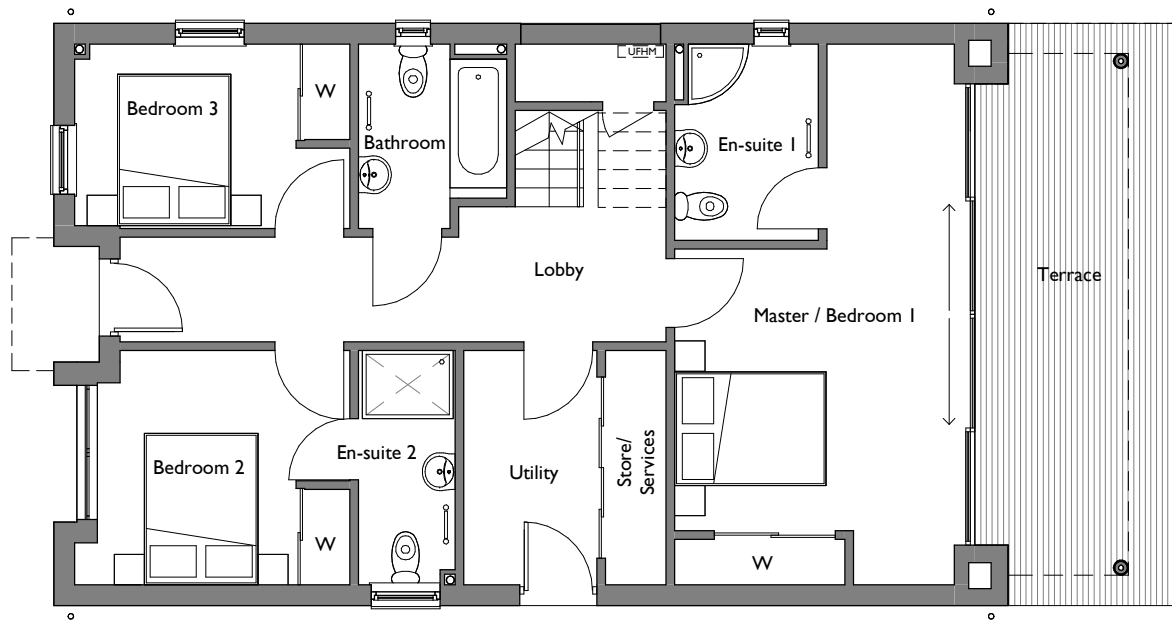 UFHM
W
Bedroom 3
Bathroom
En-suite 1
Lobby
Terrace
Master / Bedroom 1
Bedroom 2
En-suite 2
Utility
Store/
Services
W
W